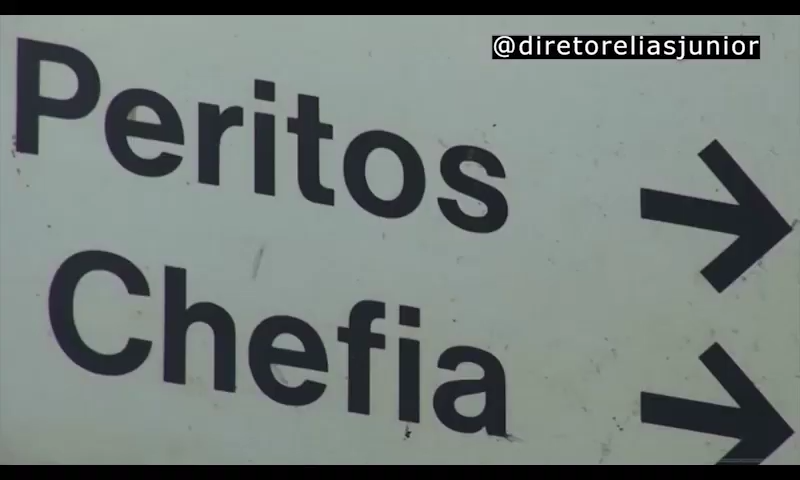 @diretoreliasjunior
Peritos →
Chefia →